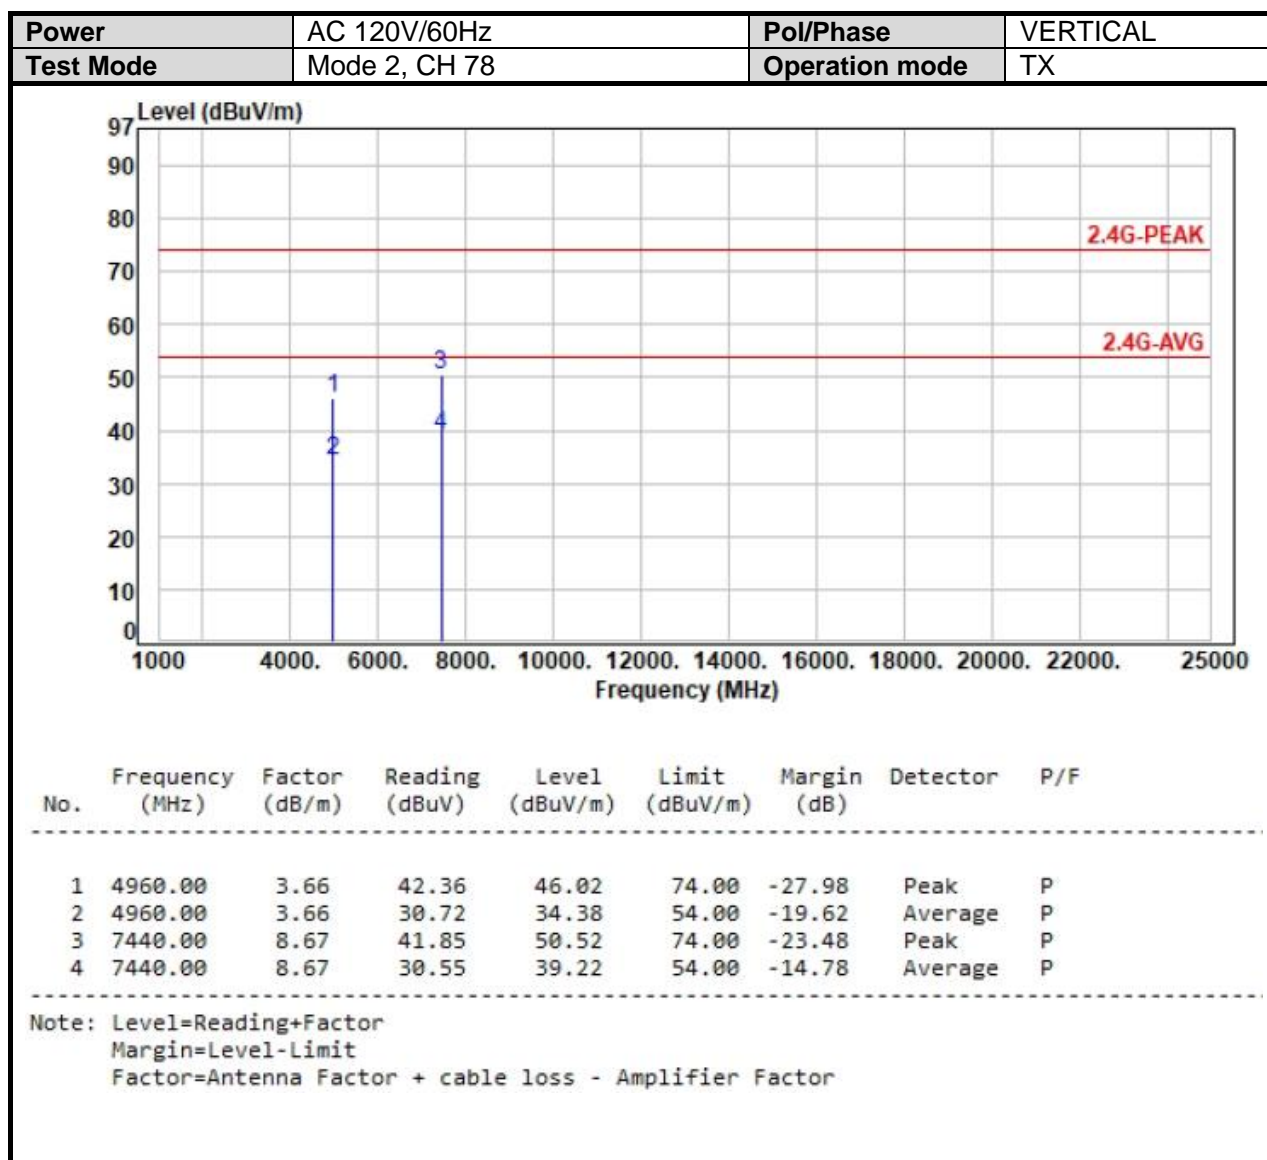 Power AC 120V/60Hz Pol/Phase VERTICAL
Test Mode Mode 2, CH 78 Operation mode TX
97 Level (dBuV/m)
90
80
2.4G-PEAK
70
60
2.4G-AVG
3
50
1
4
40
2
30
20
10
0
1000 4000. 6000. 8000. 10000. 12000. 14000. 16000. 18000. 20000. 22000. 25000
Frequency (MHz)
Frequency Factor Reading Level Limit Margin Detector P/F
No. (MHz) (dB/m) (dBuV) (dBuV/m) (dBuV/m) (dB)
1 4960.00 3.66 42.36 46.02 74.00 -27.98 Peak P
2 4960.00 3.66 30.72 34.38 54.00 -19.62 Average P
3 7440.00 8.67 41.85 50.52 74.00 -23.48 Peak P
4 7440.00 8.67 30.55 39.22 54.00 -14.78 Average P
Note: Level=Reading+Factor
Margin=Level-Limit
Factor=Antenna Factor + cable loss - Amplifier Factor